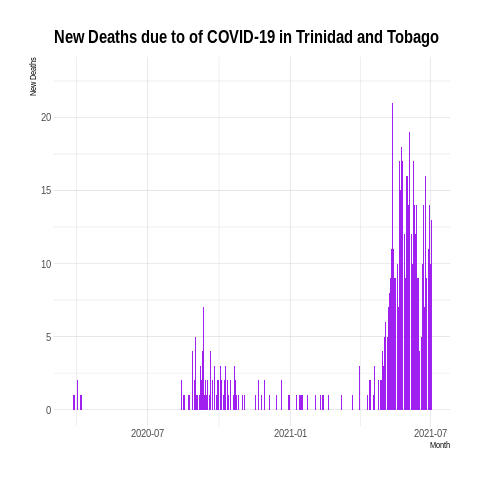 New Deaths due to of COVID-19 in Trinidad and Tobago
New Deaths
20
15
10
5
0
2020-07 2021-01 2021-07
Month